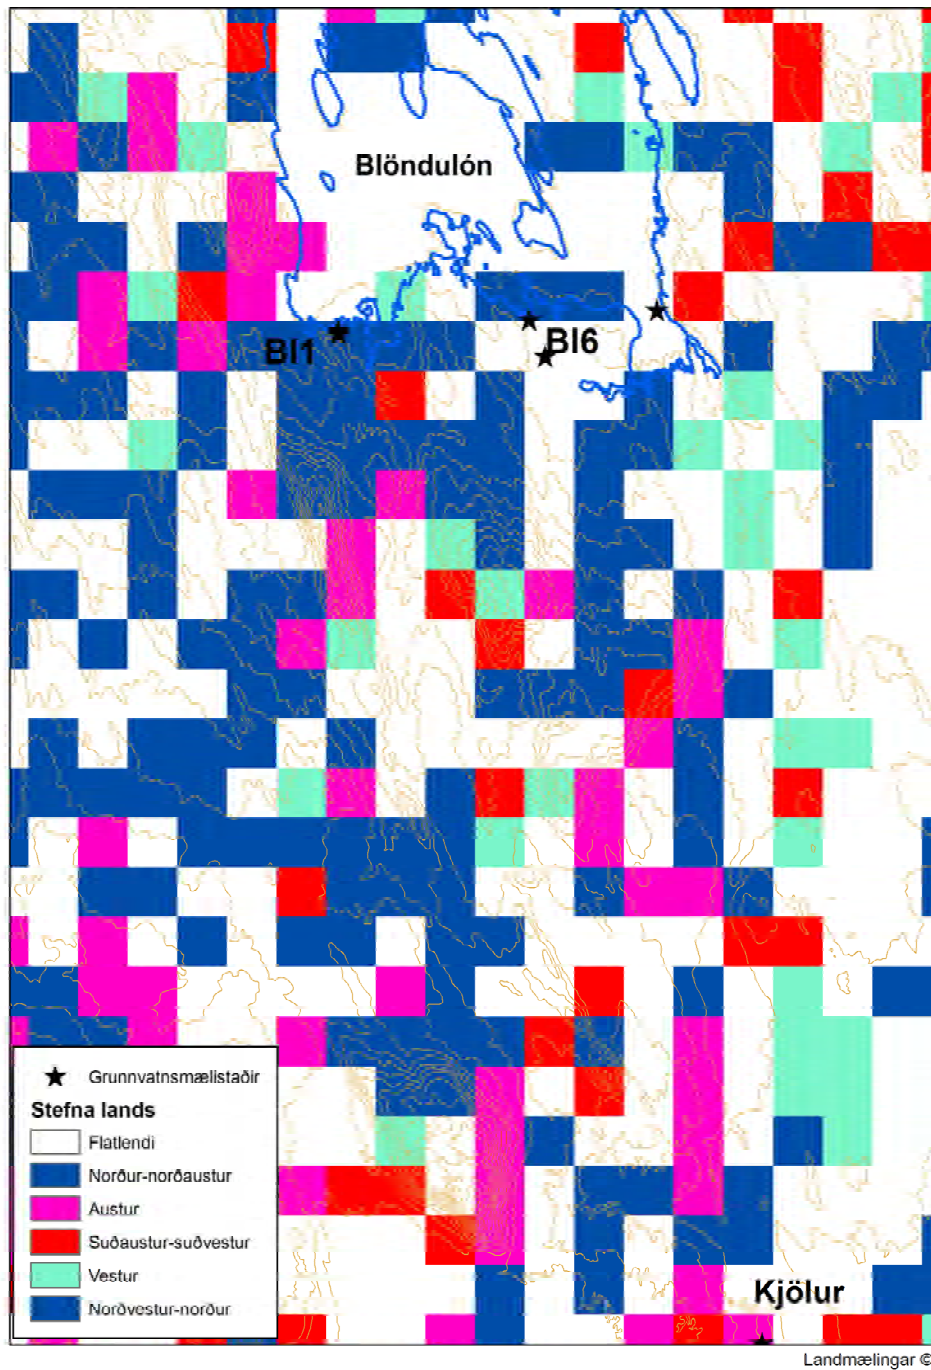 Blöndulón
Bl1
Bl6
Grunnvatnsmælistaðir
Stefna lands
Flatlendi
Norður-norðaustur
Austur
Suðaustur-suðvestur
Vestur
Norðvestur-norður
Kjölur
Landmælingar ©